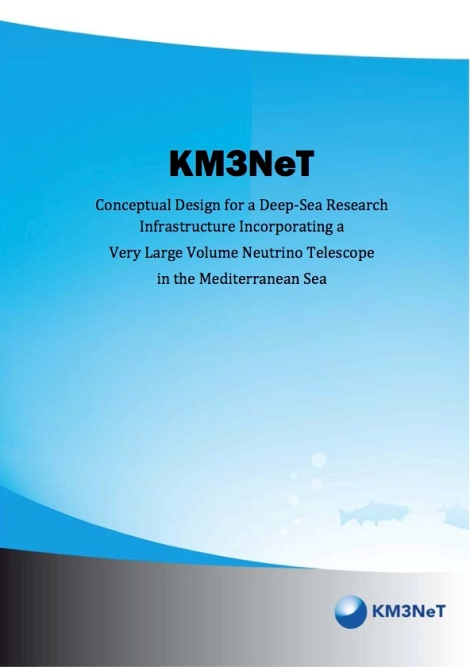 KM3NeT
Conceptual Design for a Deep-Sea Research
Infrastructure Incorporating a
Very Large Volume Neutrino Telescope
in the Mediterranean Sea
KM3NeT